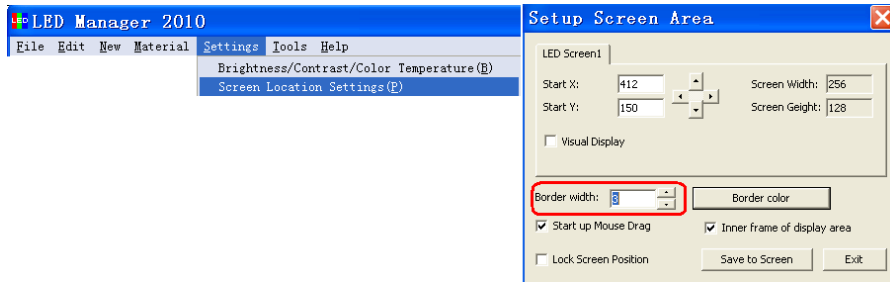 LED LED Manager 2010
File Edit New Material Settings Tools Help
Brightness/Contrast/Color Temperature(B)
Screen Location Settings(P)
Setup Screen Area
LED Screen1
Start X: 412 Screen Width: 256
Start Y: 150 Screen Geight: 128
Visual Display
Border width: 3 Border color
Start up Mouse Drag Inner frame of display area
Lock Screen Position Save to Screen Exit